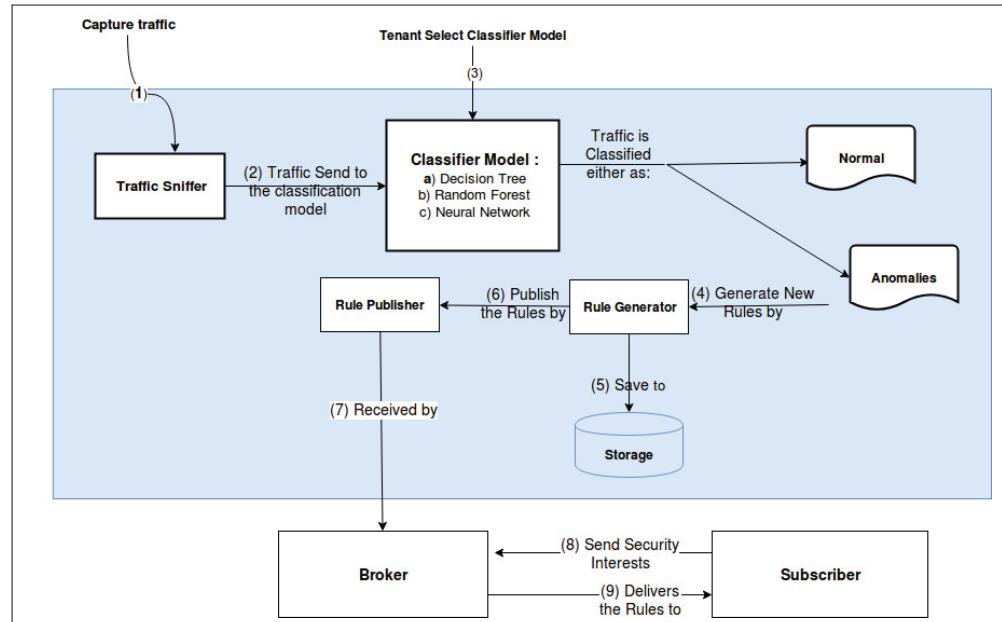 Capture traffic
Tenant Select Classifier Model
(3)
(1)
Traffic Sniffer
(2) Traffic Send to
the classification
model
Classifier Model :
a) Decision Tree
b) Random Forest
c) Neural Network
Traffic is
Classified
either as:
Normal
Anomalies
(4) Generate New
Rules by
Rule Generator
(6) Publish
the Rules by
Rule Publisher
(5) Save to
Storage
(7) Received by
Broker
(8) Send Security
Interests
(9) Delivers
the Rules to
Subscriber